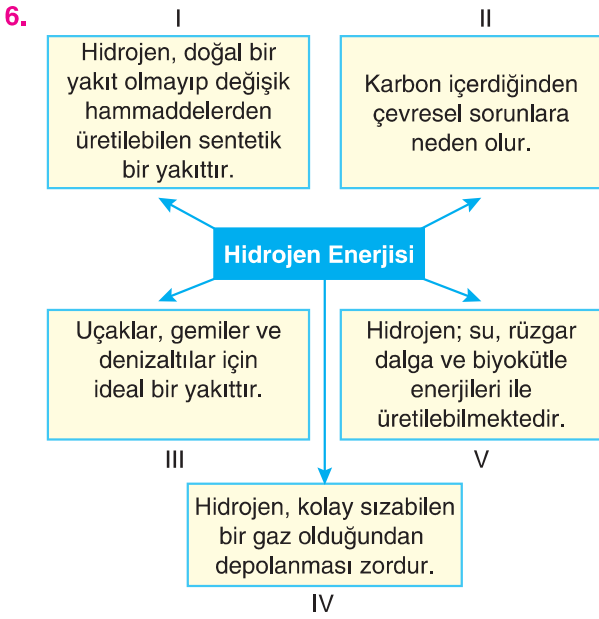 6.
I
Hidrojen, doğal bir
yakıt olmayıp değişik
hammaddelerden
üretilebilen sentetik
bir yakıttır.
II
Karbon içerdiğinden
çevresel sorunlara
neden olur.
Hidrojen Enerjisi
Uçaklar, gemiler ve
denizaltılar için
ideal bir yakıttır.
III
Hidrojen; su, rüzgar
dalga ve biyokütle
enerjileri ile
üretilebilmektedir.
V
Hidrojen, kolay sızabilen
bir gaz olduğundan
depolanması zordur.
IV